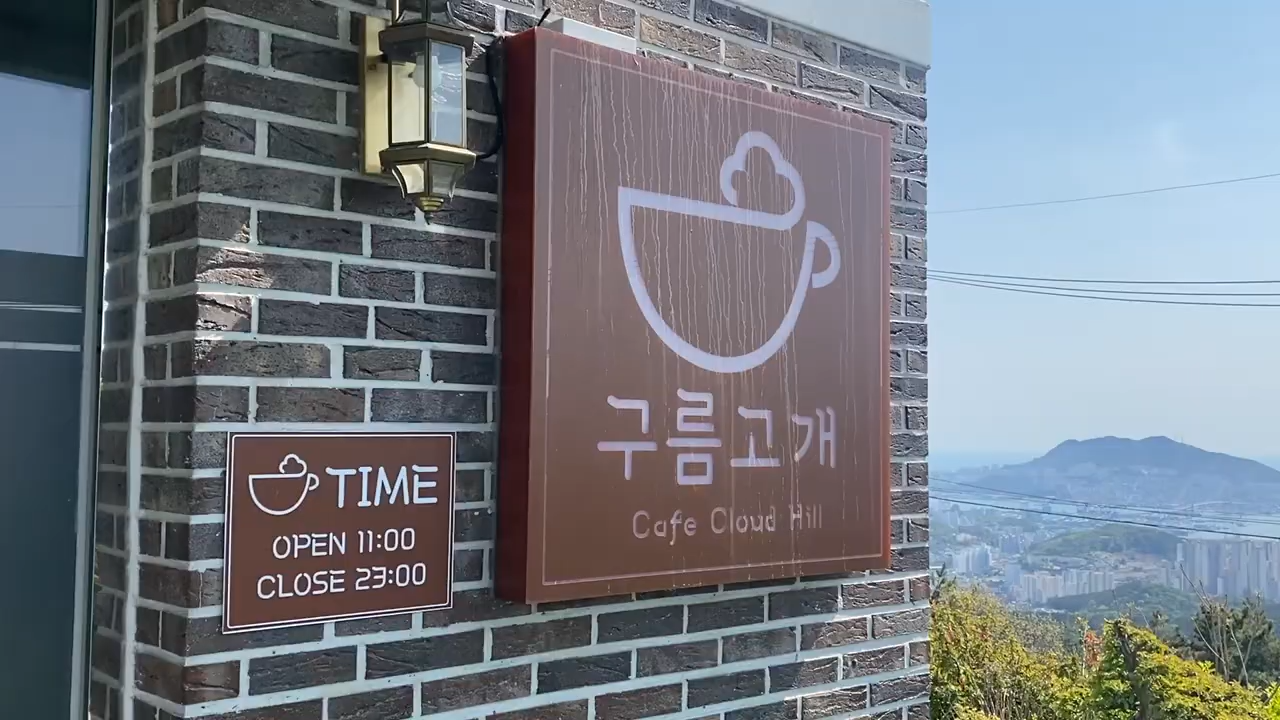 구름고개
Cafe Cloud Hill
TIME
OPEN 11:00
CLOSE 23:00